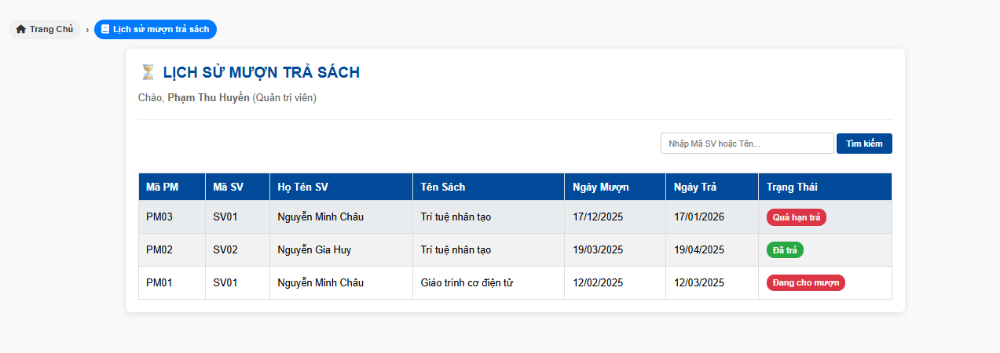 Trang Chủ › Lịch sử mượn trả sách
LỊCH SỬ MƯỢN TRẢ SÁCH
Chào, Phạm Thu Huyền (Quản trị viên)
Nhập Mã SV hoặc Tên... Tìm kiếm
Mã PM Mã SV Họ Tên SV Tên Sách Ngày Mượn Ngày Trả Trạng Thái
PM03 SV01 Nguyễn Minh Châu Trí tuệ nhân tạo 17/12/2025 17/01/2026 Quá hạn trả
PM02 SV02 Nguyễn Gia Huy Trí tuệ nhân tạo 19/03/2025 19/04/2025 Đã trả
PM01 SV01 Nguyễn Minh Châu Giáo trình cơ điện tử 12/02/2025 12/03/2025 Đang cho mượn